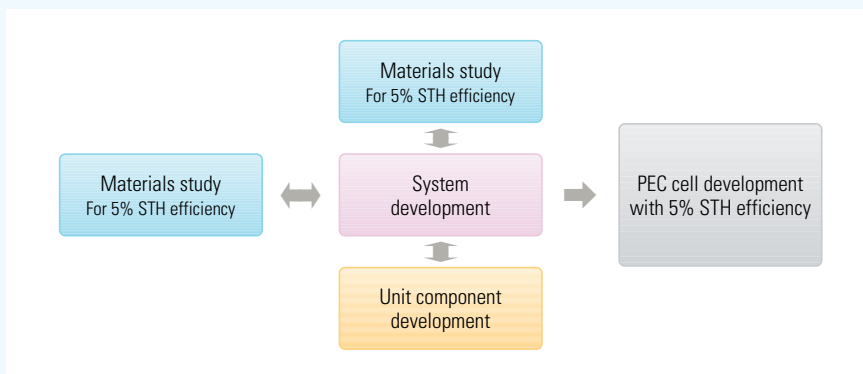 Materials study
For 5% STH efficiency
Materials study
For 5% STH efficiency
System
development
PEC cell development
with 5% STH efficiency
Unit component
development